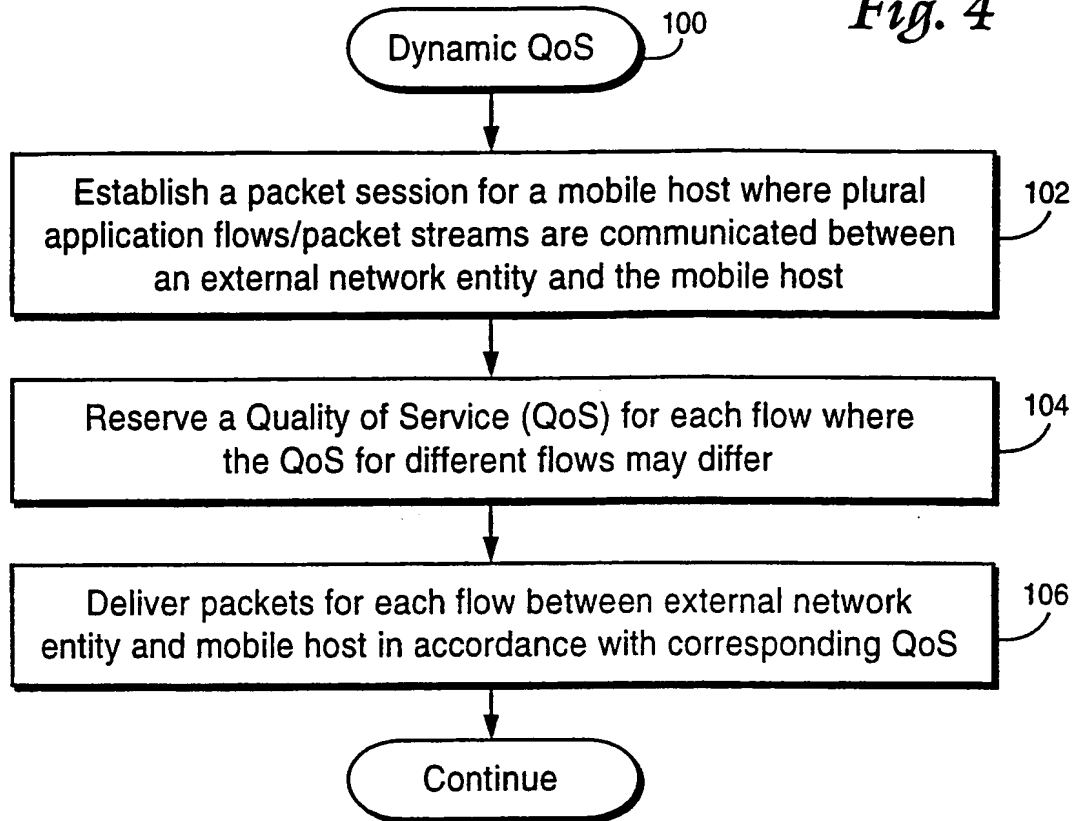 Fig. 4
Dynamic QoS
100
Establish a packet session for a mobile host where plural
application flows/packet streams are communicated between
an external network entity and the mobile host
102
Reserve a Quality of Service (QoS) for each flow where
the QoS for different flows may differ
104
Deliver packets for each flow between external network
entity and mobile host in accordance with corresponding QoS
106
Continue